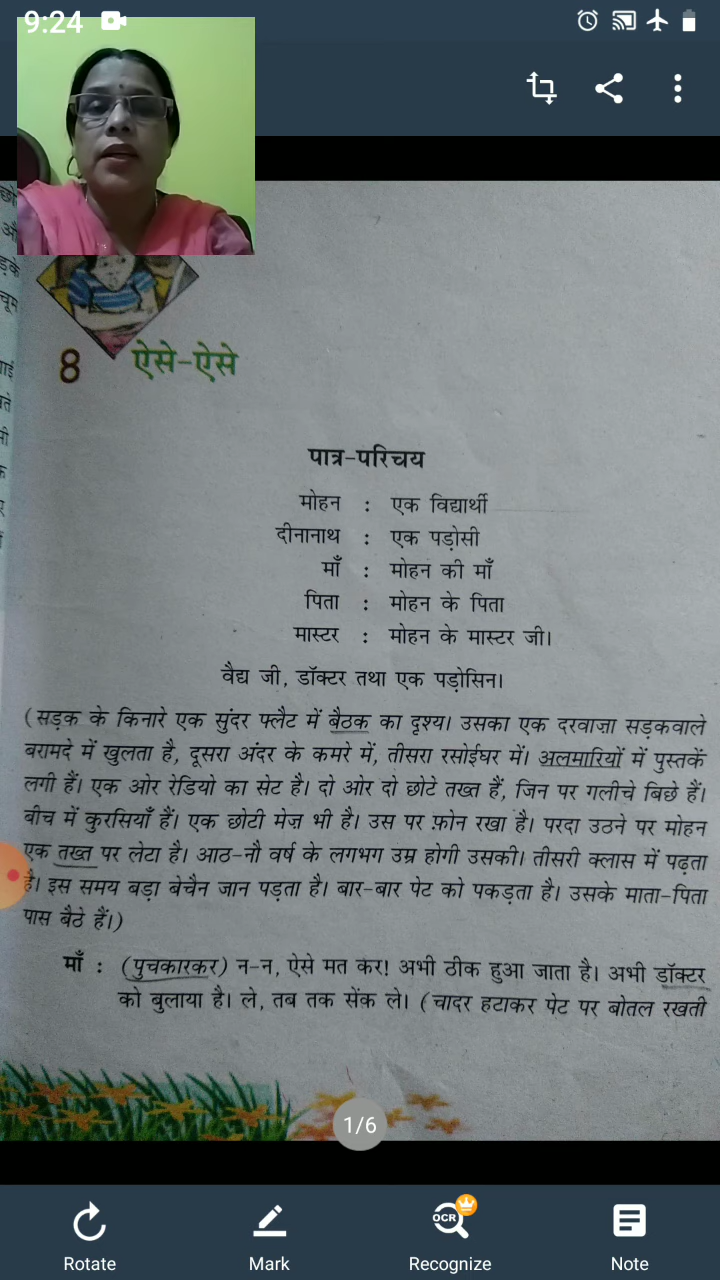 9:24
8 ऐसे-ऐसे
पात्र-परिचय
मोहन : एक विद्यार्थी
दीनानाथ : एक पड़ोसी
माँ : मोहन की माँ
पिता : मोहन के पिता
मास्टर : मोहन के मास्टर जी।
वैद्य जी, डॉक्टर तथा एक पड़ोसिन।
(सड़क के किनारे एक सुंदर फ्लैट में बैठक का दृश्य। उसका एक दरवाज़ा सड़कवाले
बरामदे में खुलता है, दूसरा अंदर के कमरे में, तीसरा रसोईघर में। अलमारियों में पुस्तकें
लगी हैं। एक ओर रेडियो का सेट है। दो ओर दो छोटे तख्त हैं, जिन पर गलीचे बिछे हैं।
बीच में कुरसियाँ हैं। एक छोटी मेज़ भी है। उस पर फ़ोन रखा है। परदा उठने पर मोहन
एक तख्त पर लेटा है। आठ-नौ वर्ष के लगभग उम्र होगी उसकी। तीसरी क्लास में पढ़ता
है। इस समय बड़ा बेचैन जान पड़ता है। बार-बार पेट को पकड़ता है। उसके माता-पिता
पास बैठे हैं।)
माँ : (पुचकारकर) न-न, ऐसे मत कर! अभी ठीक हुआ जाता है। अभी डॉक्टर
को बुलाया है। ले, तब तक सेंक ले। (चादर हटाकर पेट पर बोतल रखती
1/6
OCR
Rotate Mark Recognize Note